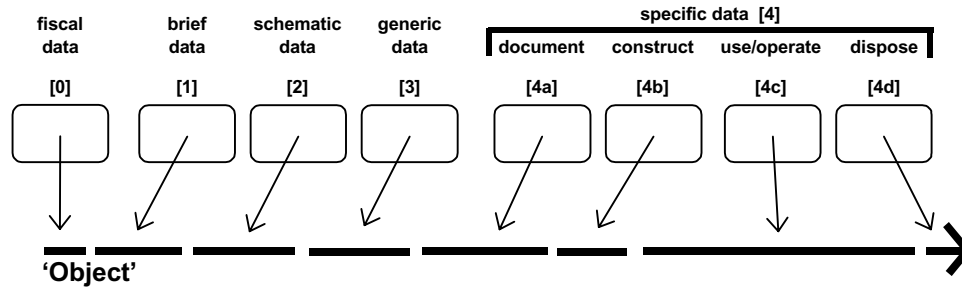 specific data [4]
fiscal brief schematic generic
data data data data document construct use/operate dispose
[0] [1] [2] [3] [4a] [4b] [4c] [4d]
‘Object’